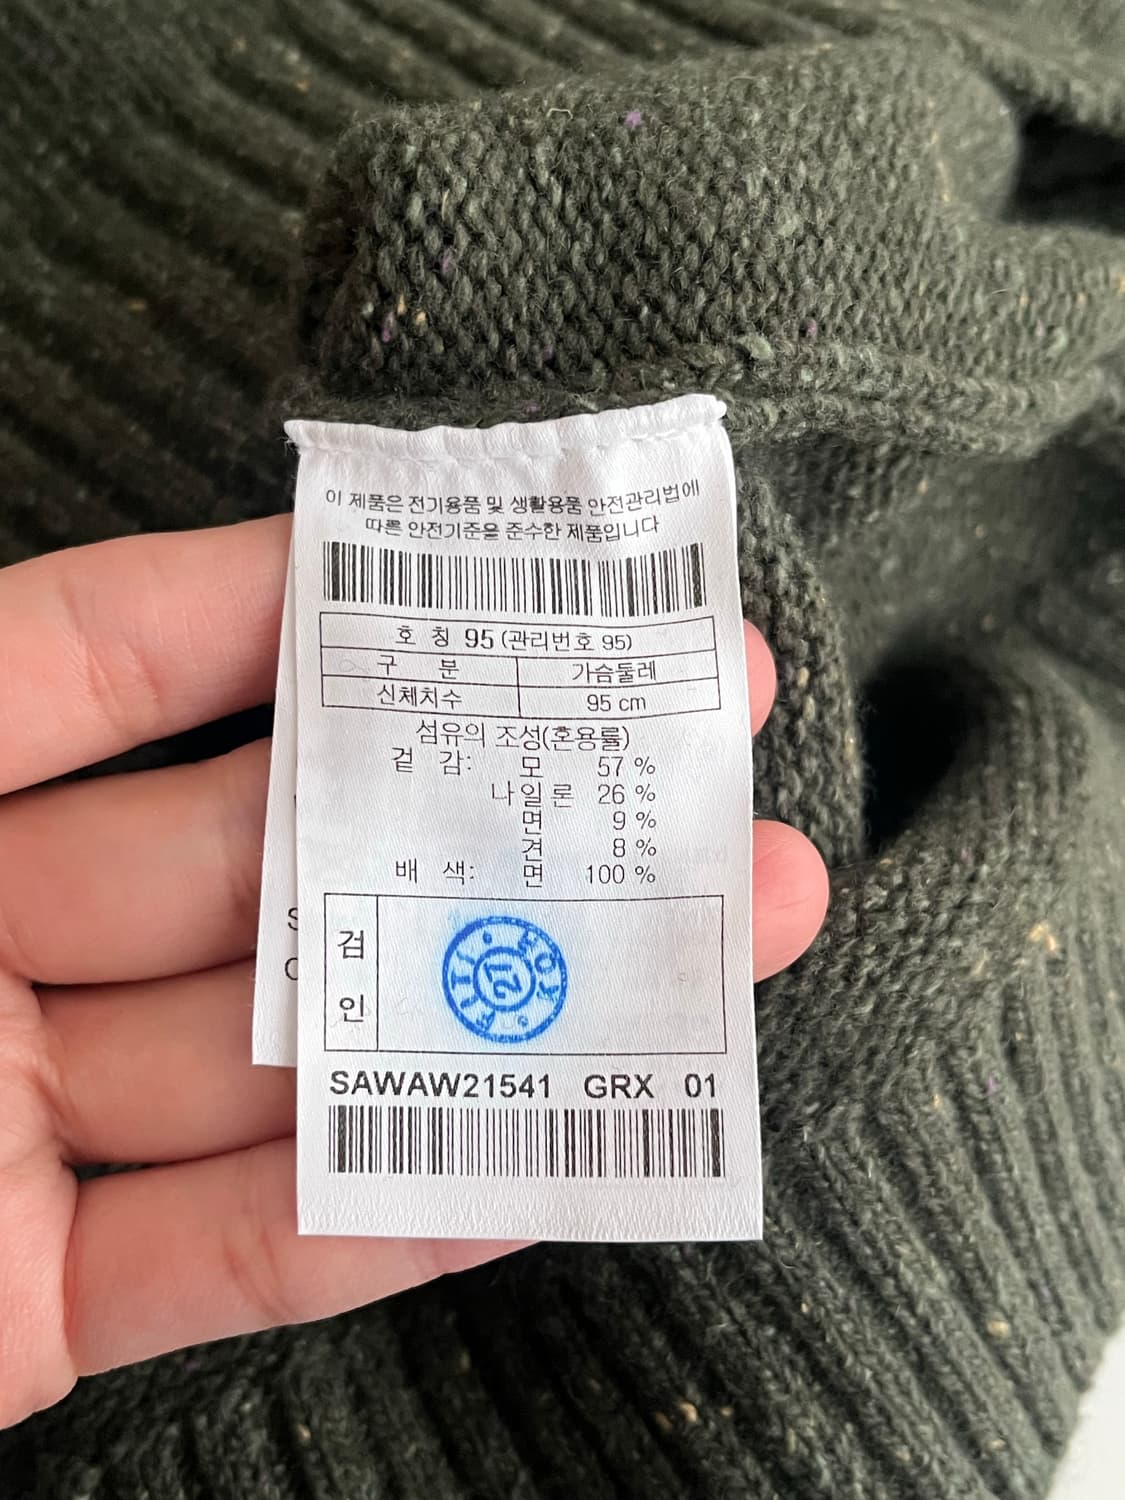 이 제품은 전기용품 및 생활용품 안전관리법에
따른 안전기준을 준수한 제품입니다
호 칭 95 (관리번호 95)
구 분 가슴둘레
신체치수 95 cm
섬유의 조성(혼용률)
겉 감: 모 57 %
나일론 26 %
면 9 %
견 8 %
배 색: 면 100 %
검
인
FITI
27
SAWAW21541 GRX 01